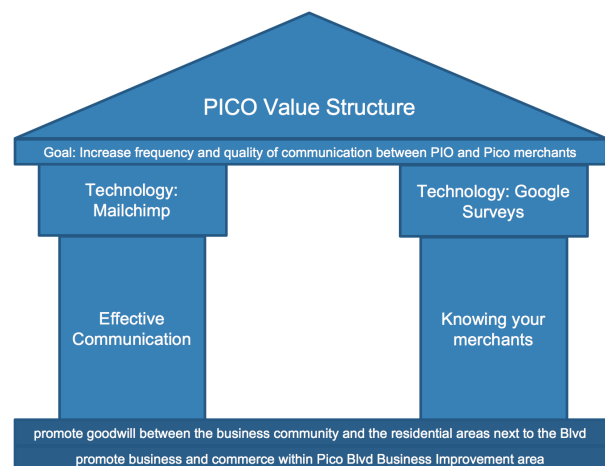 PICO Value Structure
Goal: Increase frequency and quality of communication between PIO and Pico merchants
Technology:
Mailchimp
Technology: Google
Surveys
Effective
Communication
Knowing your
merchants
promote goodwill between the business community and the residential areas next to the Blvd
promote business and commerce within Pico Blvd Business Improvement area